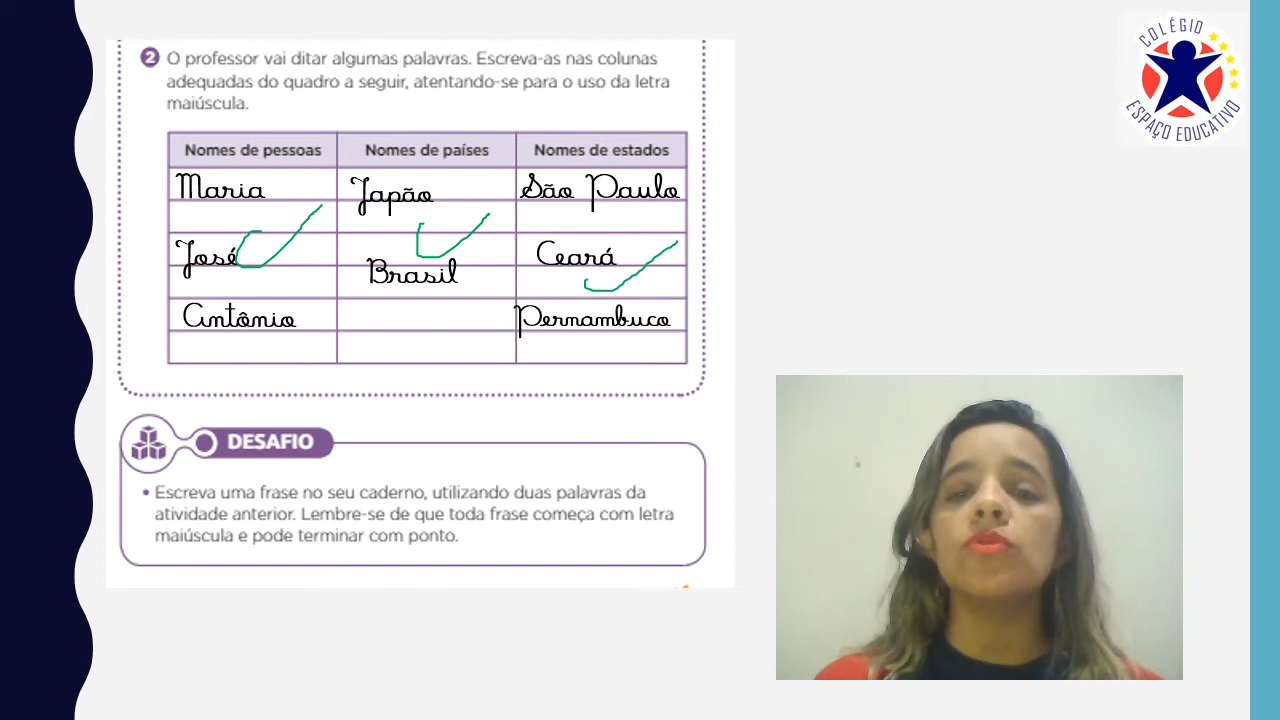 2 O professor vai ditar algumas palavras. Escreva-as nas colunas
adequadas do quadro a seguir, atentando-se para o uso da letra
maiúscula.
Nomes de pessoas Nomes de países Nomes de estados
Maria Japão São Paulo
José Brasil Ceará
Antônio Pernambuco
DESAFIO
• Escreva uma frase no seu caderno, utilizando duas palavras da
atividade anterior. Lembre-se de que toda frase começa com letra
maiúscula e pode terminar com ponto.
COLÉGIO
ESPAÇO EDUCATIVO